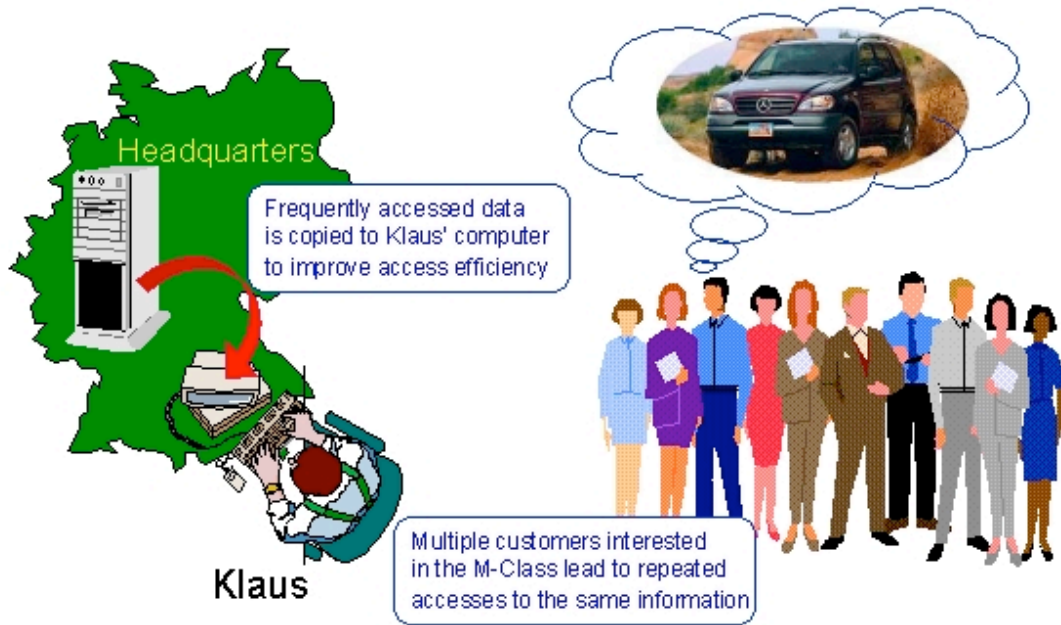 Headquarters
Frequently accessed data
is copied to Klaus' computer
to improve access efficiency
Klaus
Multiple customers interested
in the M-Class lead to repeated
accesses to the same information